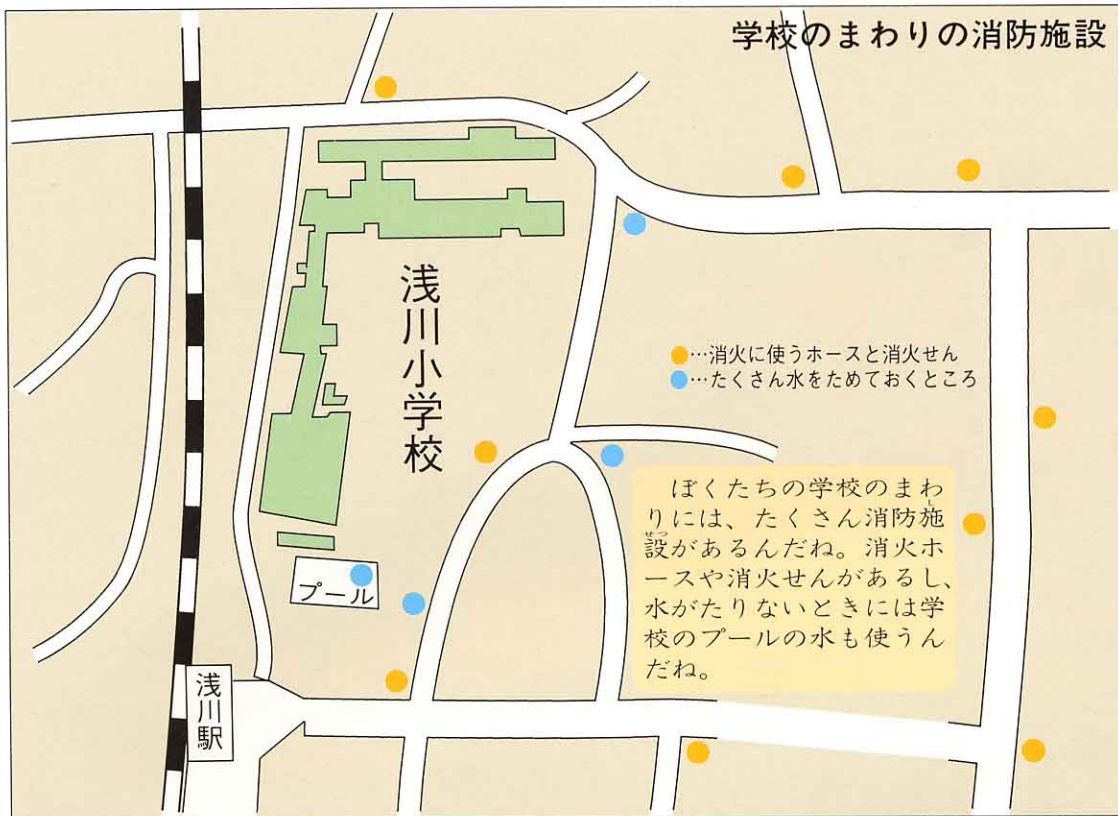 学校のまわりの消防施設
浅川小学校
…消火に使うホースと消火せん
…たくさん水をためておくところ
ぼくたちの学校のまわ
りには、たくさん消防施
設があるんだね。消火ホ
ースや消火せんがあるし、
水がたりないときには学
校のプールの水も使うん
だね。
プール
浅川駅